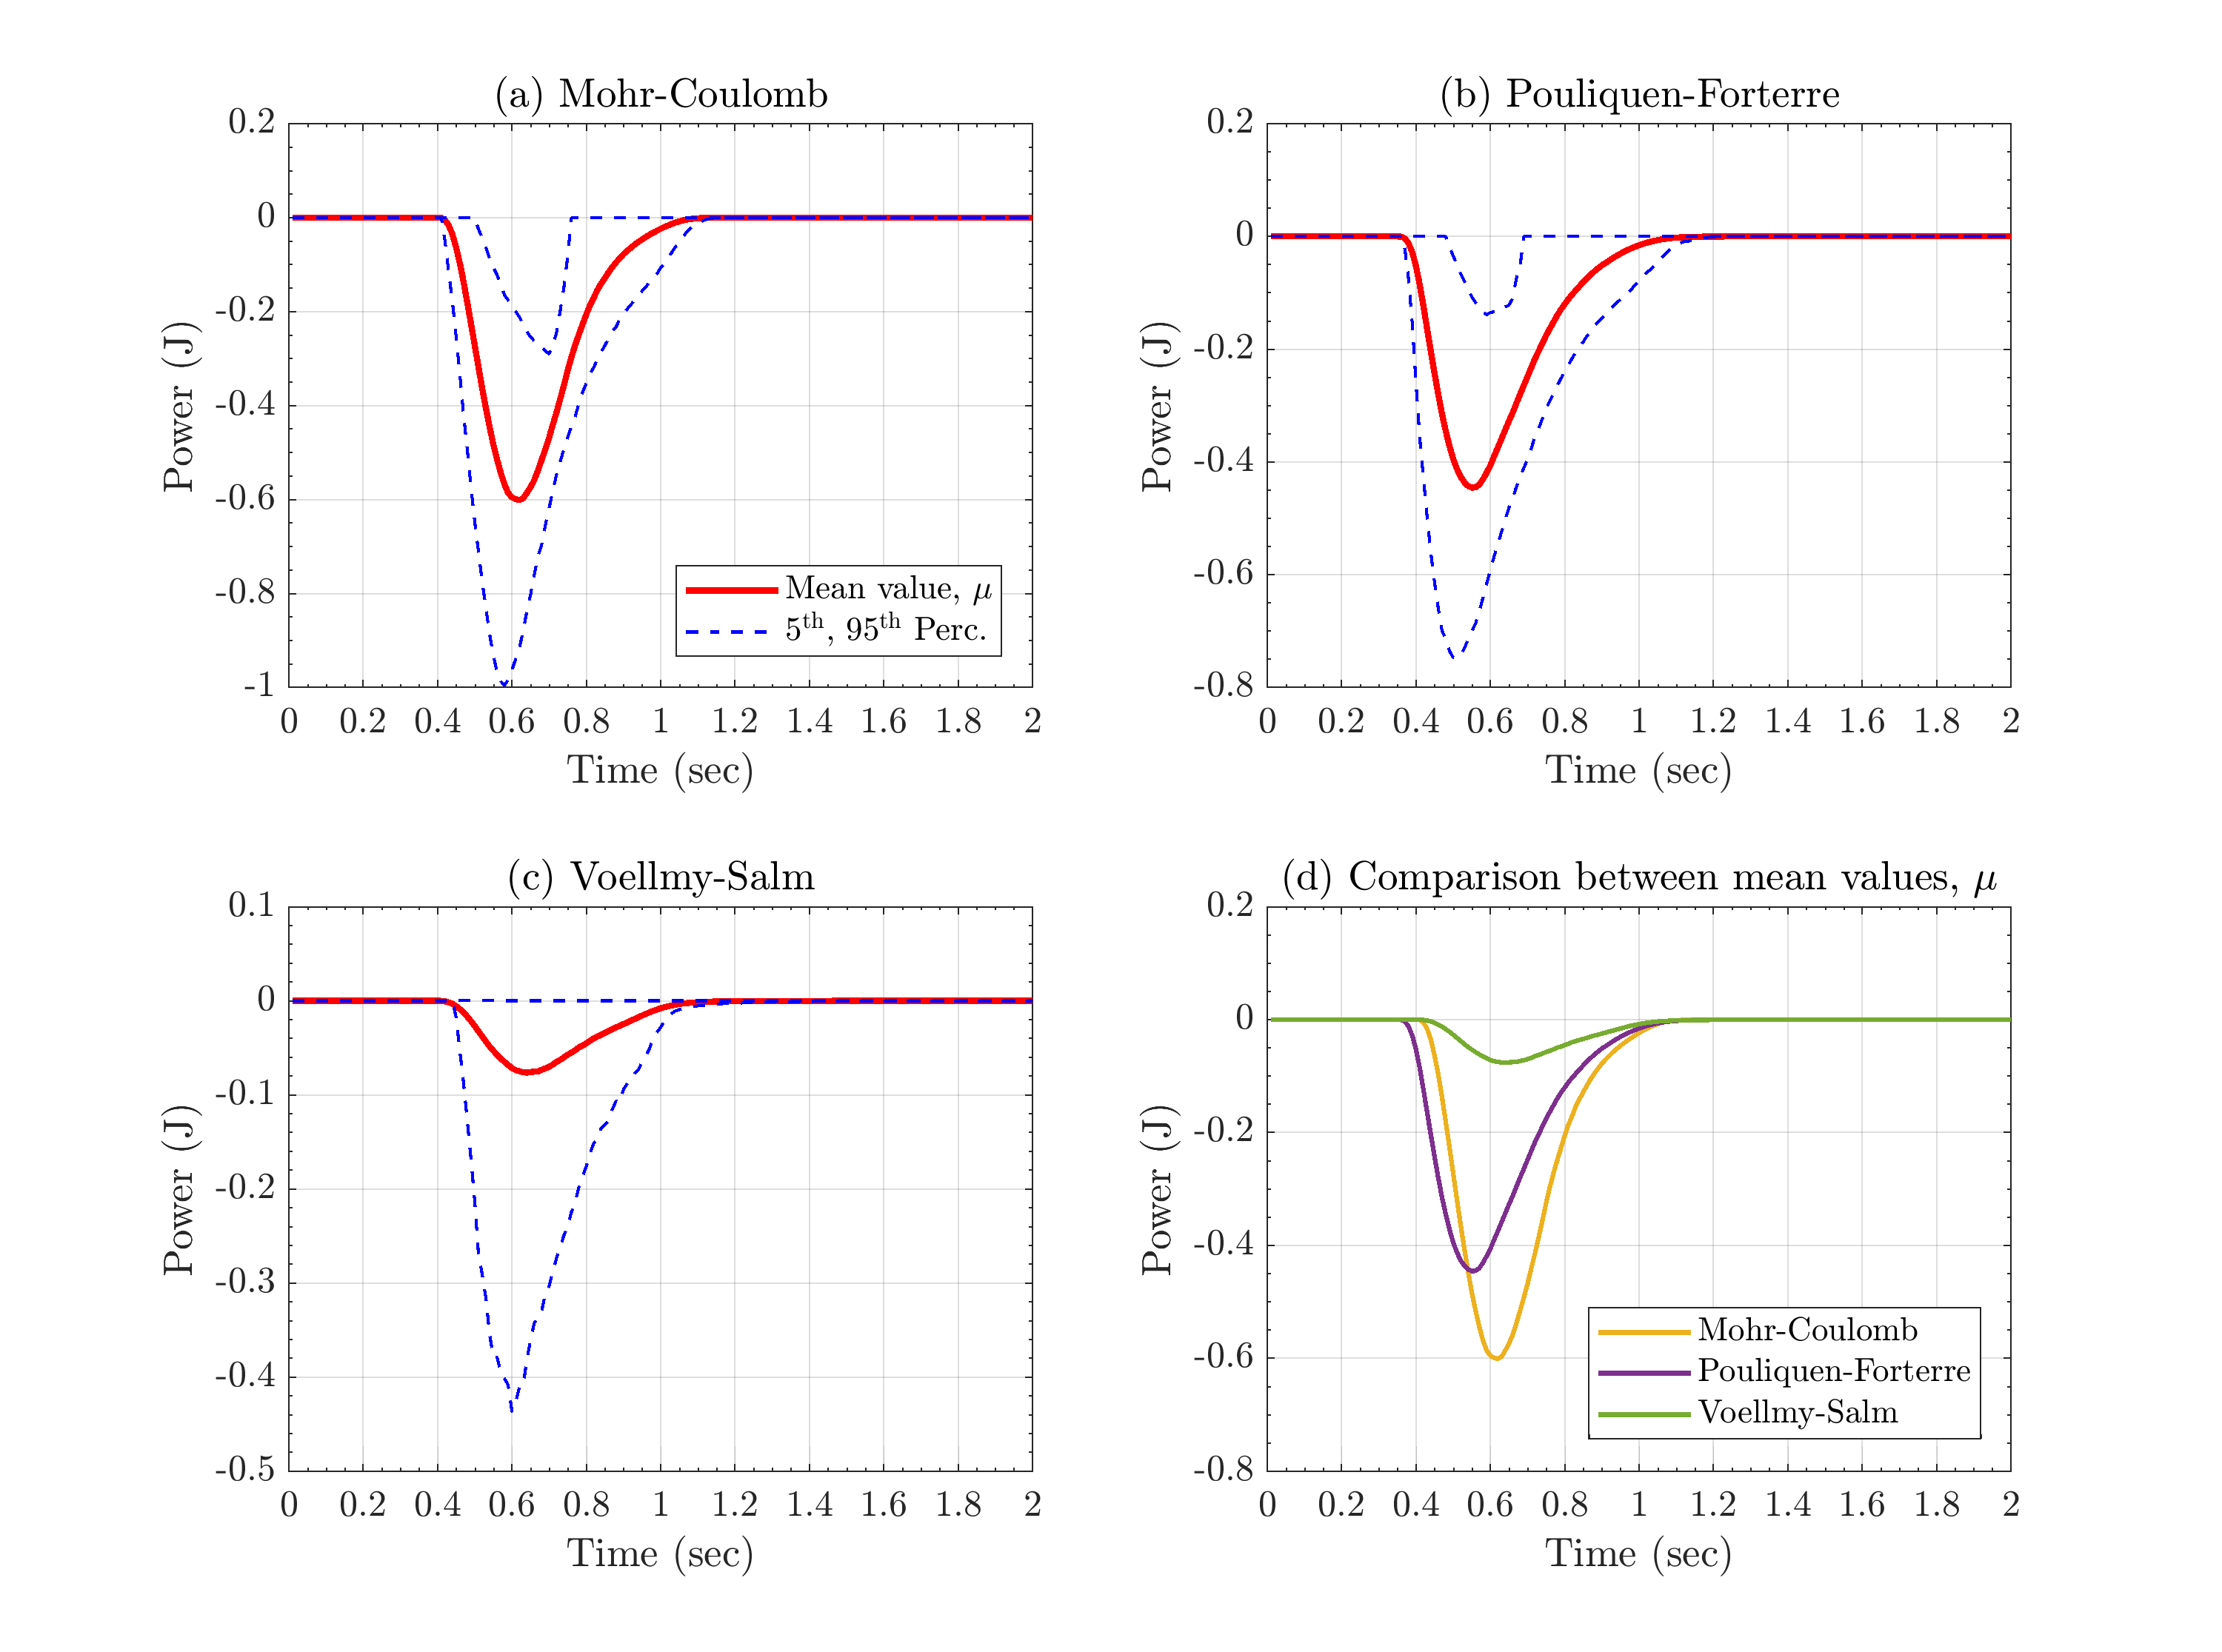 (a) Mohr-Coulomb
0.2
0
-0.2
-0.4
-0.6
-0.8
-1
Power (J)
Mean value, μ
5th, 95th Perc.
0 0.2 0.4 0.6 0.8 1 1.2 1.4 1.6 1.8 2
Time (sec)
(b) Pouliquen-Forterre
0.2
0
-0.2
-0.4
-0.6
-0.8
Power (J)
0 0.2 0.4 0.6 0.8 1 1.2 1.4 1.6 1.8 2
Time (sec)
(c) Voellmy-Salm
0.1
0
-0.1
-0.2
-0.3
-0.4
-0.5
Power (J)
0 0.2 0.4 0.6 0.8 1 1.2 1.4 1.6 1.8 2
Time (sec)
(d) Comparison between mean values, μ
0.2
0
-0.2
-0.4
-0.6
-0.8
Power (J)
Mohr-Coulomb
Pouliquen-Forterre
Voellmy-Salm
0 0.2 0.4 0.6 0.8 1 1.2 1.4 1.6 1.8 2
Time (sec)